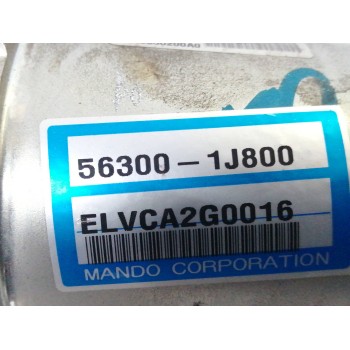 56300-1J800
ELVCA2G0016
MANDO CORPORATION